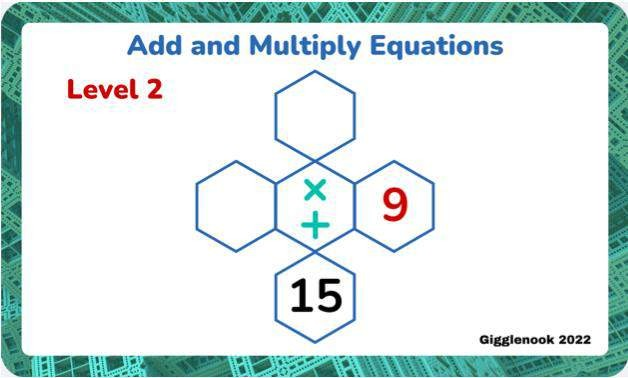 Add and Multiply Equations
Level 2
×
9
+
15
Gigglenook 2022